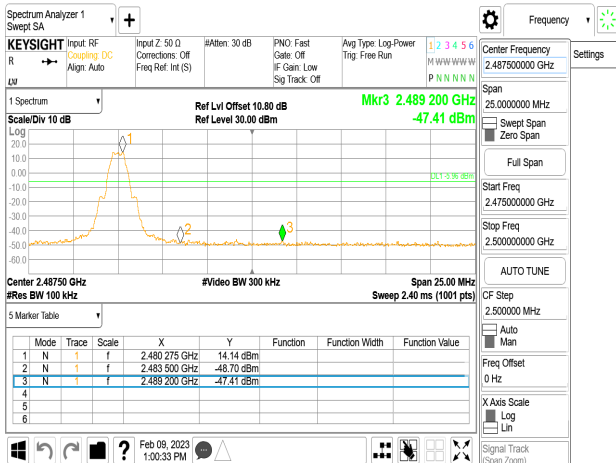 Spectrum Analyzer 1
Swept SA
Frequency
KEYSIGHT
R
Input: RF
Coupling: DC
Align: Auto
Input Z: 50 Ω
Corrections: Off
Freq Ref: Int (S)
#Atten: 30 dB
PNO: Fast
Gate: Off
IF Gain: Low
Sig Track: Off
Avg Type: Log-Power
Trig: Free Run
1 2 3 4 5 6
M W W W W W
P N N N N N
LXI
1 Spectrum
Scale/Div 10 dB
Ref Lvl Offset 10.80 dB
Ref Level 30.00 dBm
Mkr3 2.489 200 GHz
-47.41 dBm
Log
20.0
10.0
0.00
-10.0
-20.0
-30.0
-40.0
-50.0
-60.0
1
2
3
DL1 -5.96 dBm
Center 2.48750 GHz
#Res BW 100 kHz
#Video BW 300 kHz
Span 25.00 MHz
Sweep 2.40 ms (1001 pts)
5 Marker Table
Mode Trace Scale X Y Function Function Width Function Value
1 N 1 f 2.480 275 GHz 14.14 dBm
2 N 1 f 2.483 500 GHz -48.70 dBm
3 N 1 f 2.489 200 GHz -47.41 dBm
4
5
6
?
Feb 09, 2023
1:00:33 PM
Center Frequency
2.487500000 GHz
Settings
Span
25.0000000 MHz
Swept Span
Zero Span
Full Span
Start Freq
2.475000000 GHz
Stop Freq
2.500000000 GHz
AUTO TUNE
CF Step
2.500000 MHz
Auto
Man
Freq Offset
0 Hz
X Axis Scale
Log
Lin
Signal Track
(Span Zoom)